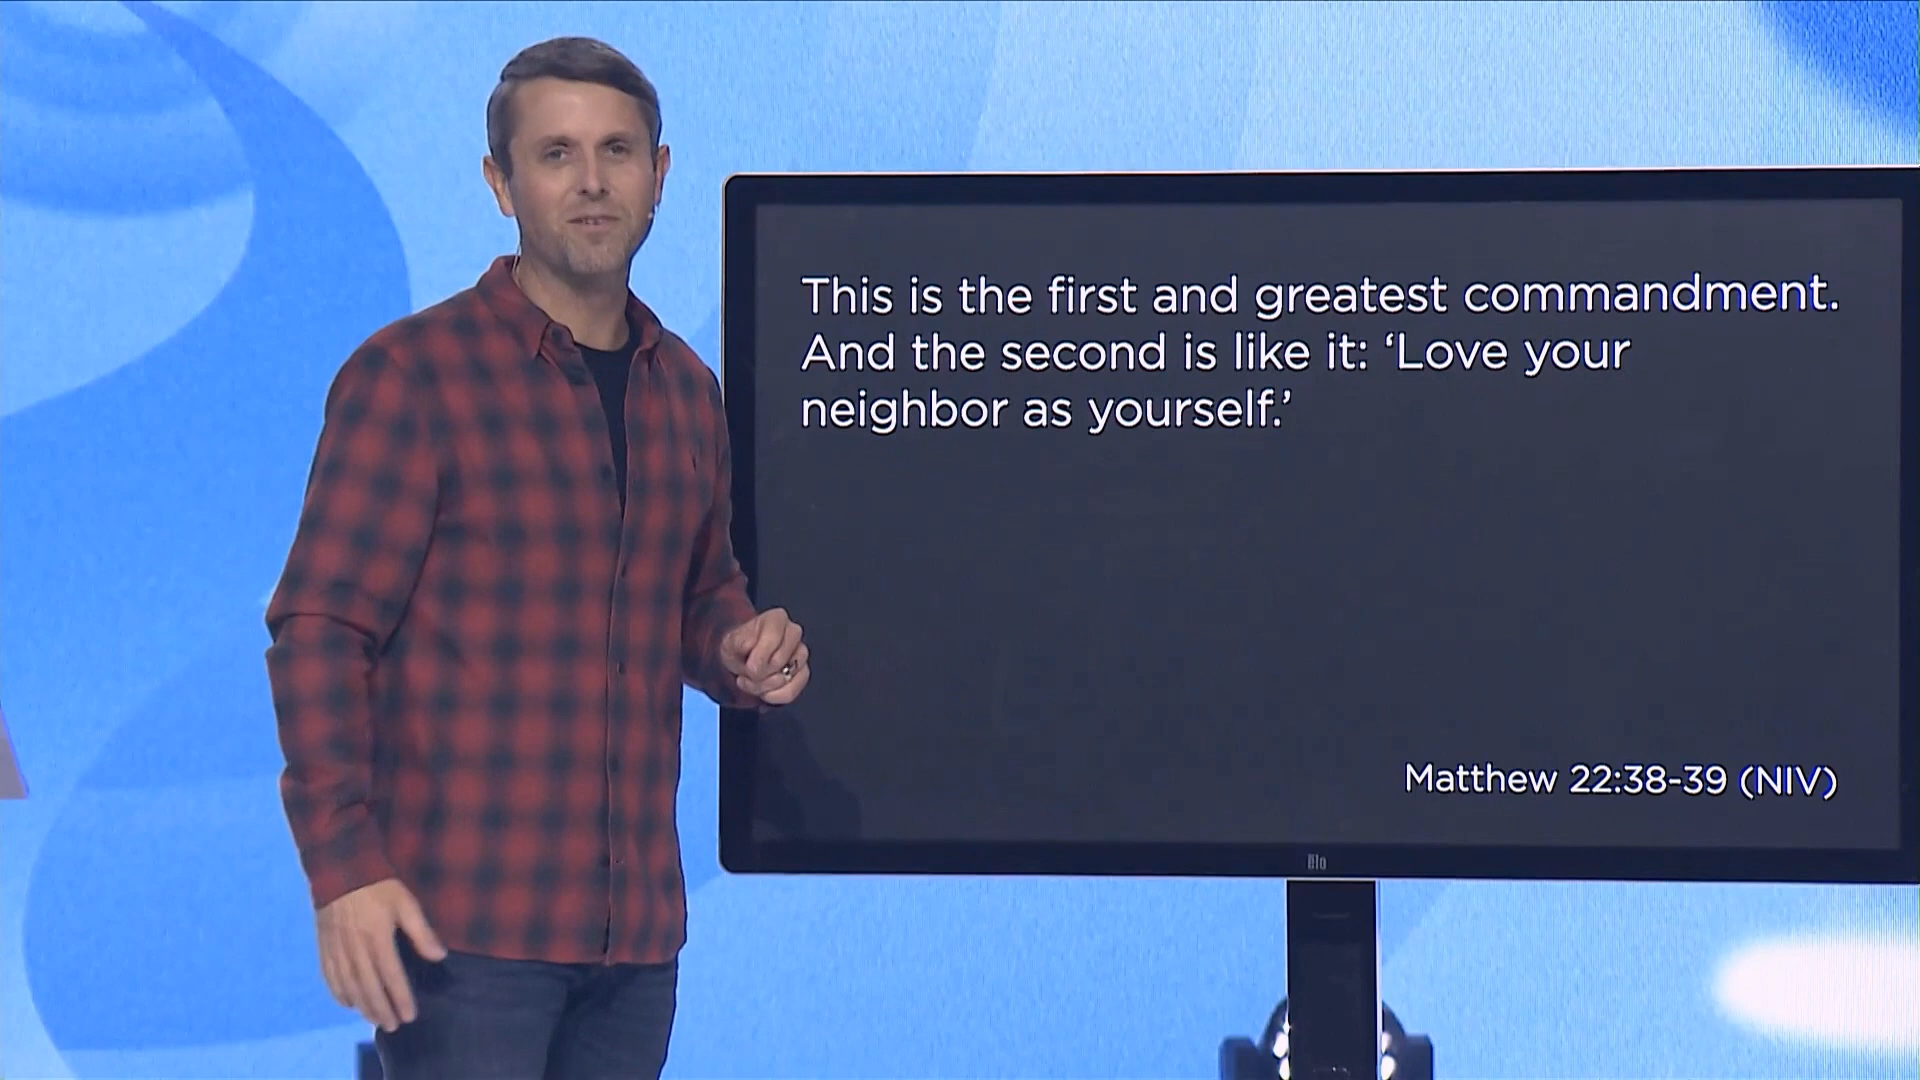 This is the first and greatest commandment.
And the second is like it: ‘Love your
neighbor as yourself.’
Matthew 22:38-39 (NIV)
elo